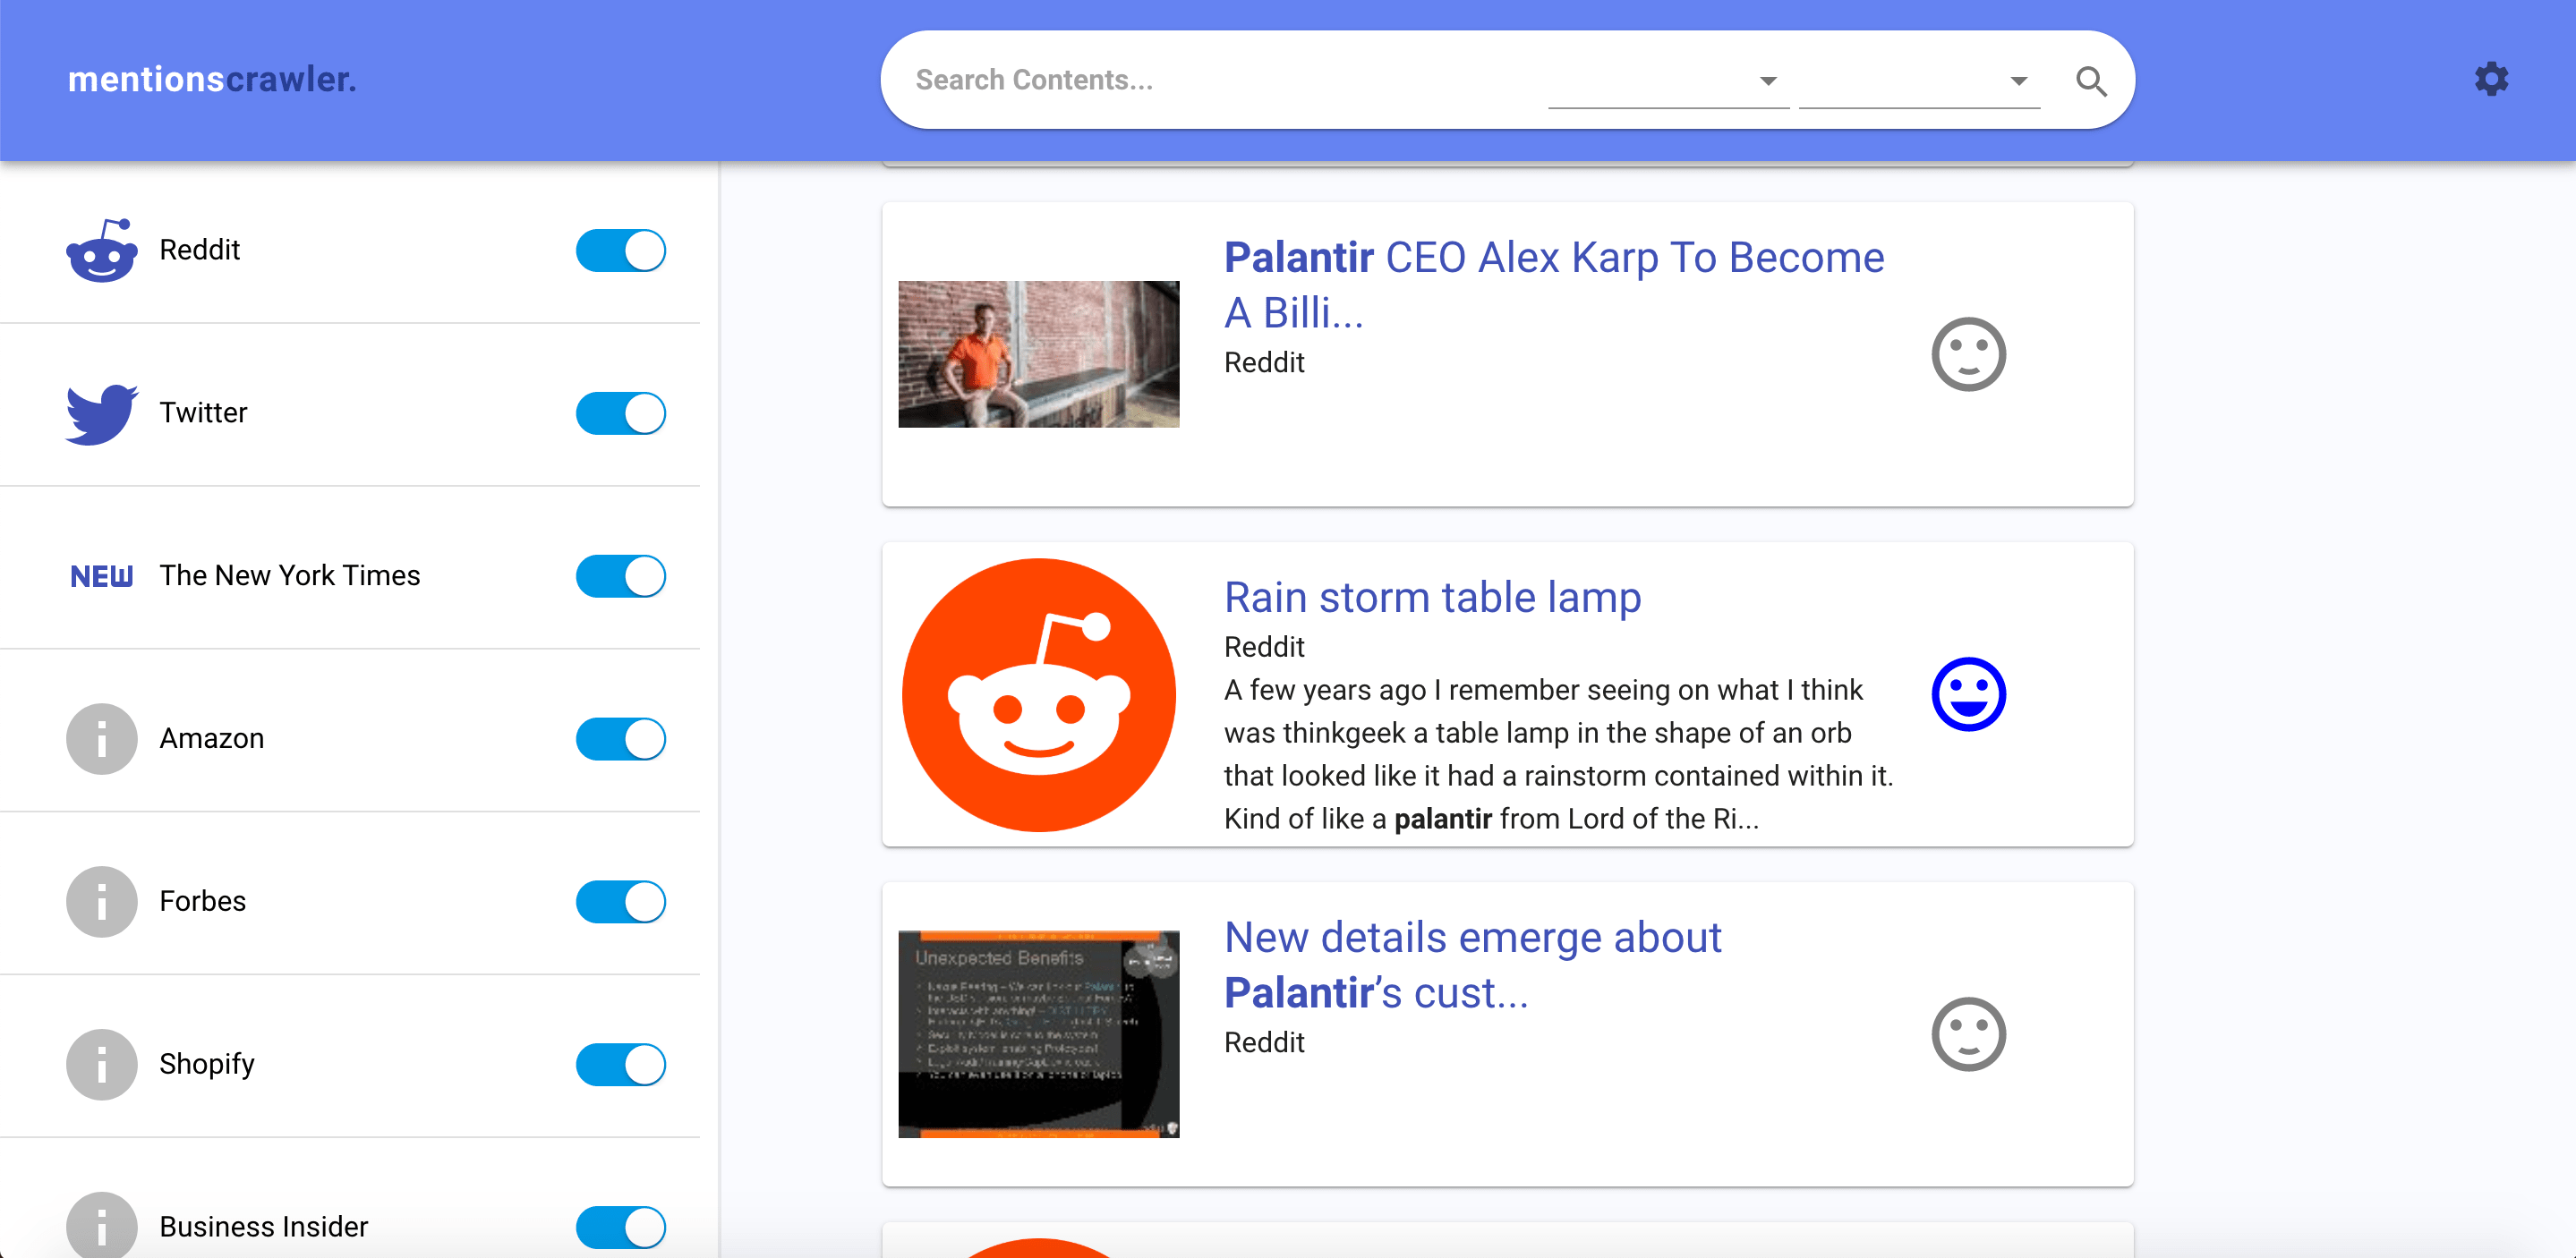 mentionscrawler.
Search Contents...
Reddit
Twitter
NEW The New York Times
Amazon
Forbes
Shopify
Business Insider
Palantir CEO Alex Karp To Become
A Billi...
Reddit
Rain storm table lamp
Reddit
A few years ago I remember seeing on what I think
was thinkgeek a table lamp in the shape of an orb
that looked like it had a rainstorm contained within it.
Kind of like a palantir from Lord of the Ri...
Unexpected Benefits
New details emerge about
Palantir’s cust...
Reddit